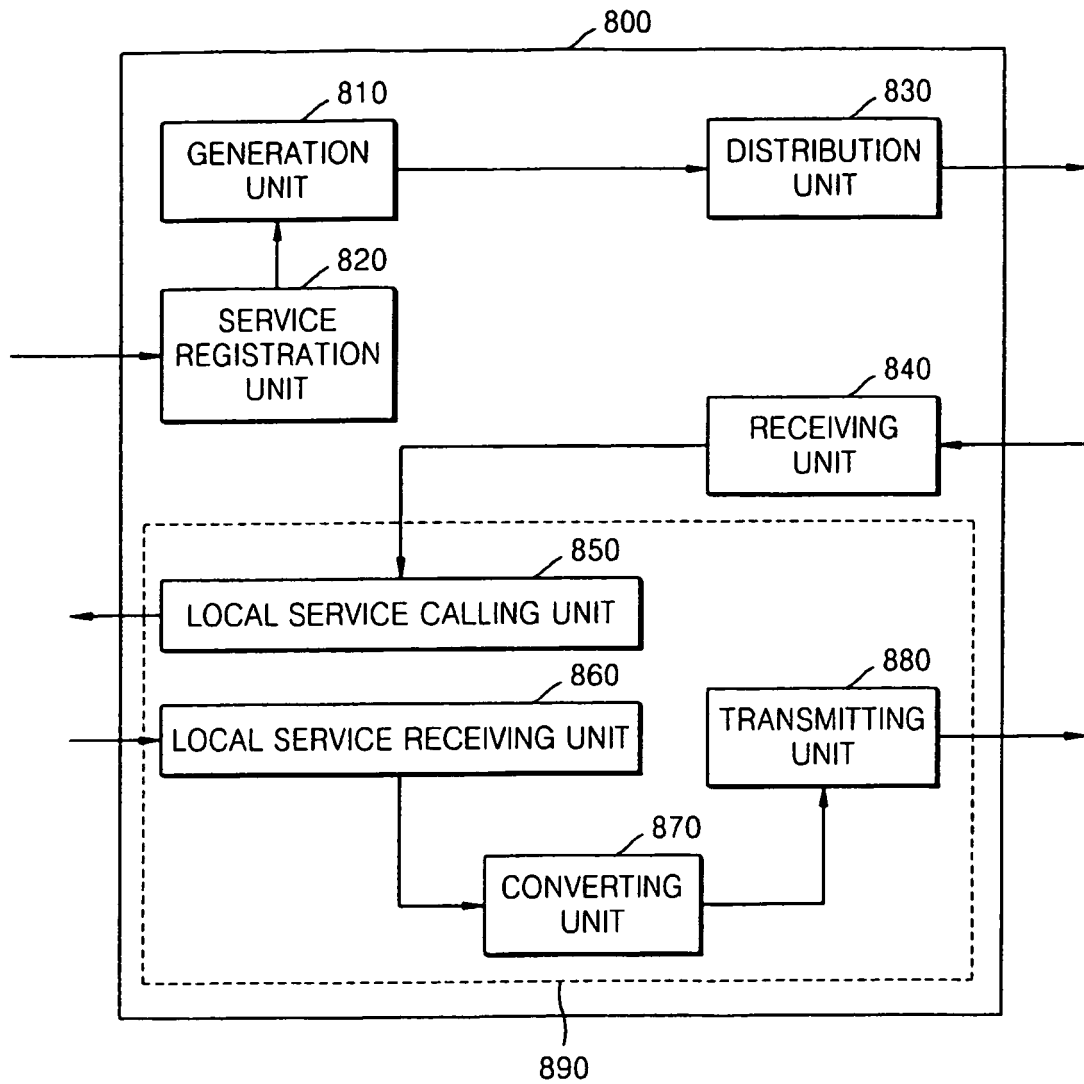 800
810
GENERATION
UNIT
830
DISTRIBUTION
UNIT
820
SERVICE
REGISTRATION
UNIT
840
RECEIVING
UNIT
850
LOCAL SERVICE CALLING UNIT
860
LOCAL SERVICE RECEIVING UNIT
880
TRANSMITTING
UNIT
870
CONVERTING
UNIT
890